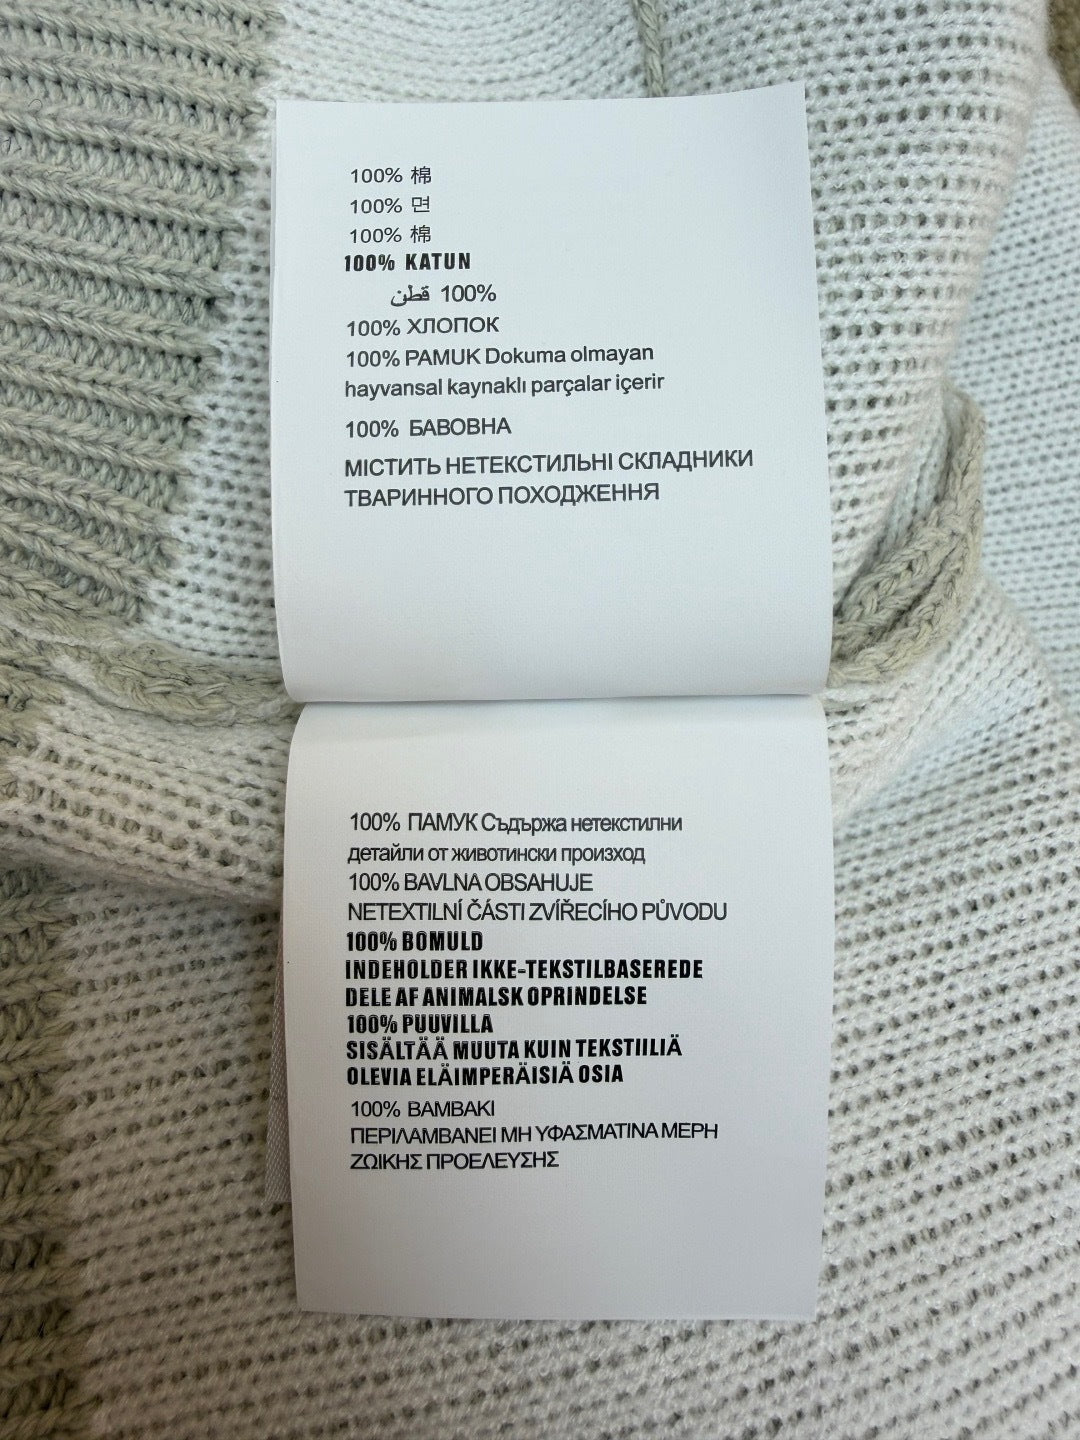 100% 棉
100% 면
100% 棉
100% KATUN
100% قطن
100% ХЛОПОК
100% PAMUK Dokuma olmayan
hayvansal kaynaklı parçalar içerir
100% БАВОВНА
МІСТИТЬ НЕТЕКСТИЛЬНІ СКЛАДНИКИ
ТВАРИННОГО ПОХОДЖЕННЯ
100% ПАМУК Съдържа нетекстилни
детайли от животински произход
100% BAVLNA OBSAHUJE
NETEXTILNÍ ČÁSTI ZVÍŘECÍHO PŮVODU
100% BOMULD
INDEHOLDER IKKE-TEKSTILBASEREDE
DELE AF ANIMALSK OPRINDELSE
100% PUUVILLA
SISÄLTÄÄ MUUTA KUIN TEKSTIILIÄ
OLEVIA ELÄIMPERÄISIÄ OSIA
100% ΒΑΜΒΑΚΙ
ΠΕΡΙΛΑΜΒΑΝΕΙ ΜΗ ΥΦΑΣΜΑΤΙΝΑ ΜΕΡΗ
ΖΩΙΚΗΣ ΠΡΟΕΛΕΥΣΗΣ